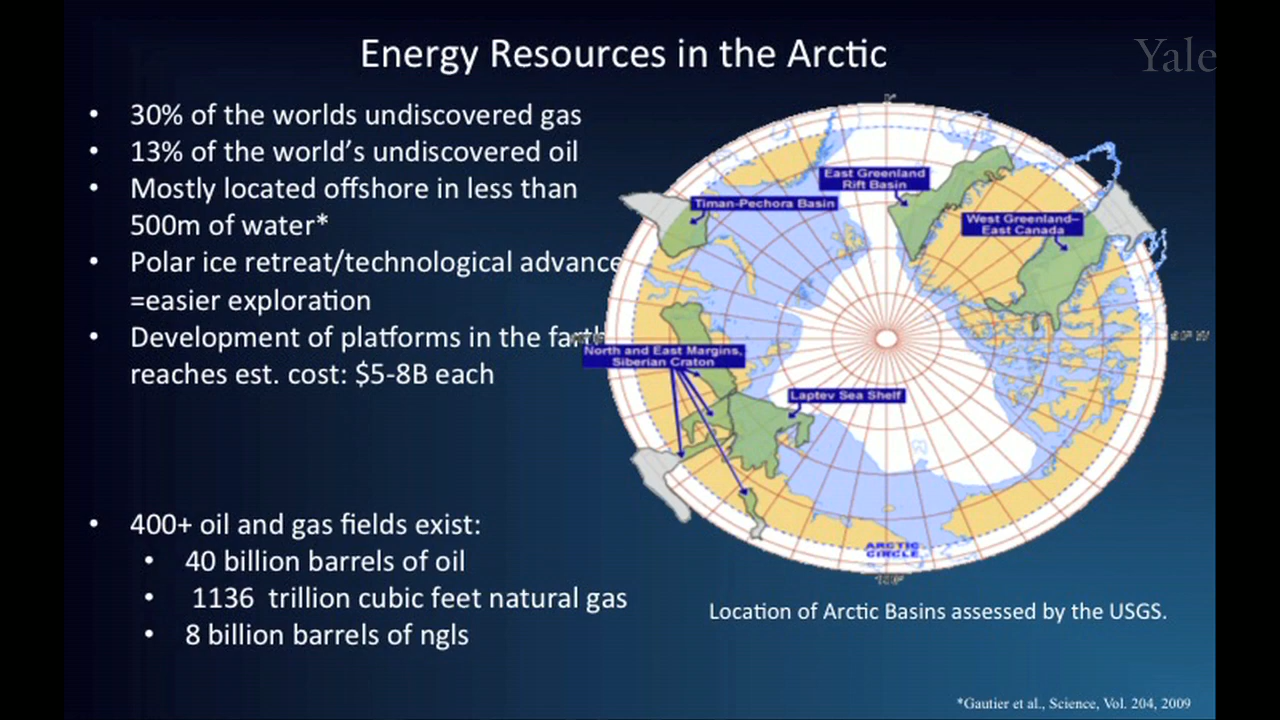 Energy Resources in the Arctic
Yale
• 30% of the worlds undiscovered gas
• 13% of the world's undiscovered oil
• Mostly located offshore in less than
500m of water*
• Polar ice retreat/technological advance
=easier exploration
• Development of platforms in the farth
reaches est. cost: $5-8B each
• 400+ oil and gas fields exist:
• 40 billion barrels of oil
• 1136 trillion cubic feet natural gas
• 8 billion barrels of ngls
0°
East Greenland
Rift Basin
Timan-Pechora Basin
West Greenland–
East Canada
North and East Margins,
Siberian Craton
Laptev Sea Shelf
ARCTIC
CIRCLE
180°
Location of Arctic Basins assessed by the USGS.
*Gautier et al., Science, Vol. 204, 2009